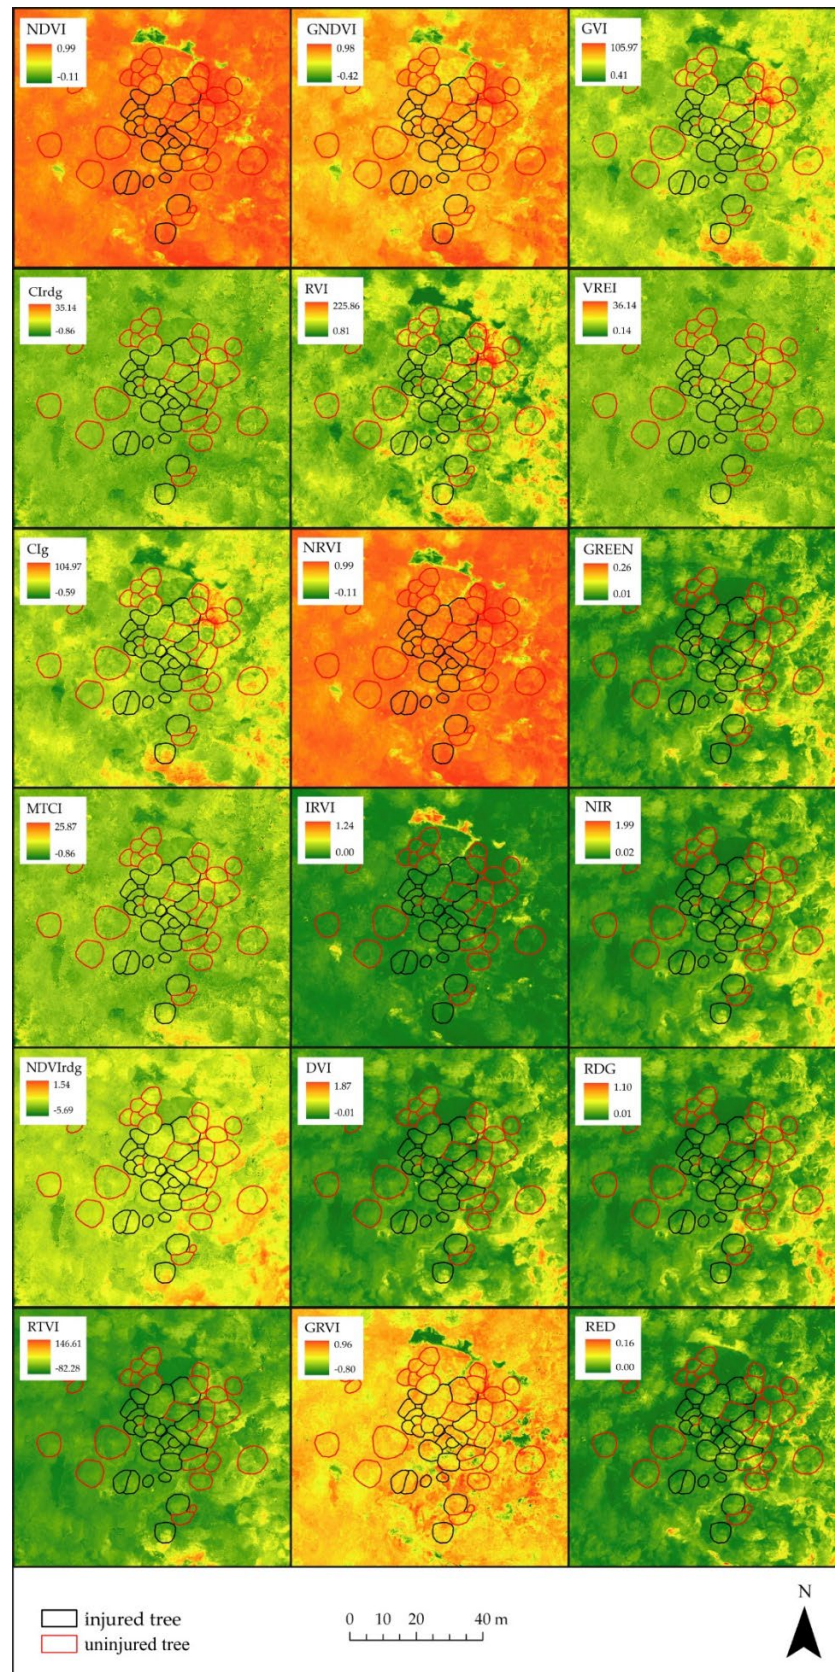 NDVI
0.99
-0.11
GNDVI
0.98
-0.42
GVI
105.97
0.41
CIrdg
35.14
-0.86
RVI
225.86
0.81
VREI
36.14
0.14
CIg
104.97
-0.59
NRVI
0.99
-0.11
GREEN
0.26
0.01
MTCI
25.87
-0.86
IRVI
1.24
0.00
NIR
1.99
0.02
NDVIrdg
1.54
-5.69
DVI
1.87
-0.01
RDG
1.10
0.01
RTVI
146.61
-82.28
GRVI
0.96
-0.80
RED
0.16
0.00
injured tree
uninjured tree
0 10 20 40 m
N